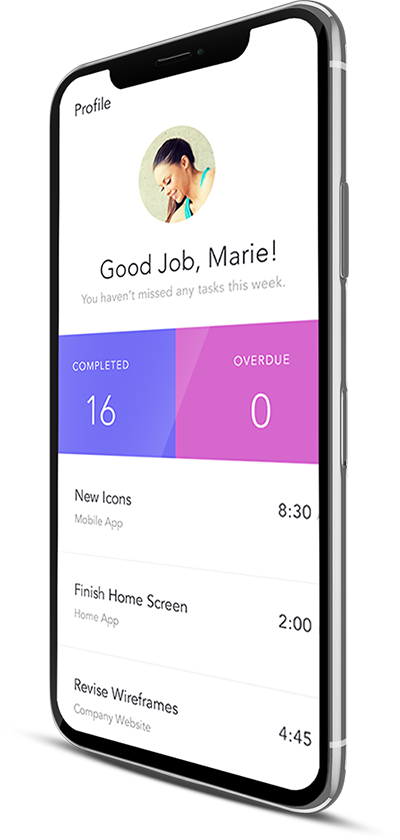 Profile
Good Job, Marie!
You haven't missed any tasks this week.
COMPLETED
OVERDUE
16
0
New Icons
8:30
Mobile App
Finish Home Screen
2:00
Home App
Revise Wireframes
4:45
Company Website